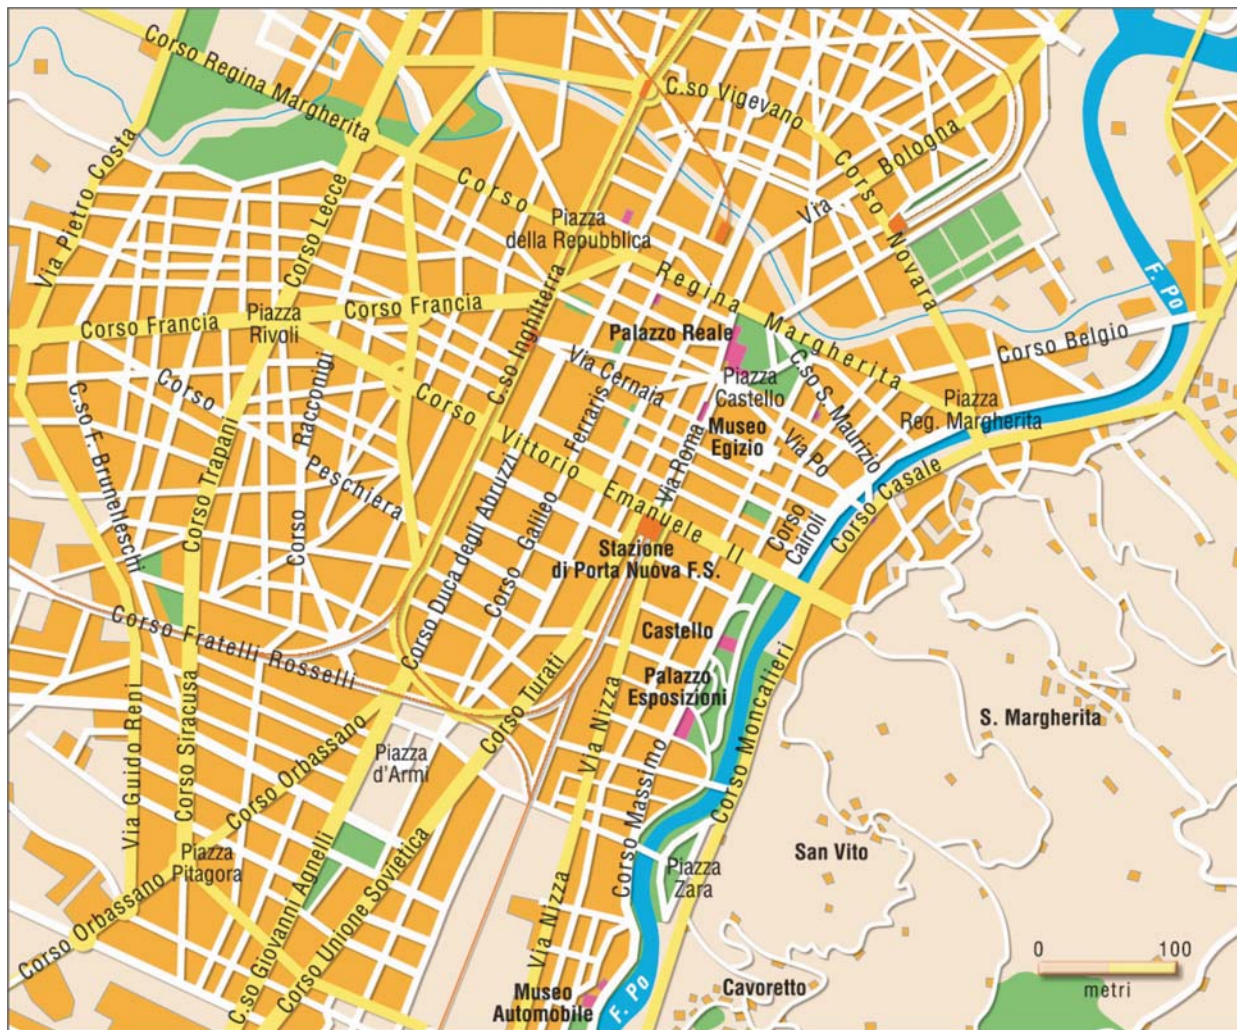 Corso Regina Margherita
C.so Vigevano
Via Pietro Costa
Corso Lecce
Corso
Regina Margherita
Via Bologna
Corso Novara
Piazza
della Repubblica
F. Po
Corso Francia
Piazza
Rivoli
Corso Francia
C.so Inghilterra
Palazzo Reale
Corso Belgio
Via Cernaia
Piazza
Castello
C.so S. Maurizio
Piazza
Reg. Margherita
C.so F. Brunelleschi
Corso Peschiera
Corso Racconigi
Corso Trapani
Corso Vittorio Emanuele II
Corso Galileo Ferraris
Via Roma
Museo
Egizio
Via Po
Corso Casale
Corso
Cairoli
Corso Duca degli Abruzzi
Stazione
di Porta Nuova F.S.
Corso Fratelli Rosselli
Castello
Palazzo
Esposizioni
Corso Turati
Via Nizza
Corso Moncalieri
S. Margherita
Via Guido Reni
Corso Siracusa
Corso Orbassano
Piazza
d'Armi
Corso Massimo
Piazza
Pitagora
Corso Orbassano
C.so Giovanni Agnelli
Corso Unione Sovietica
Via Nizza
Piazza
Zara
San Vito
Museo
Automobile
F. Po
Cavoretto
0 100
metri